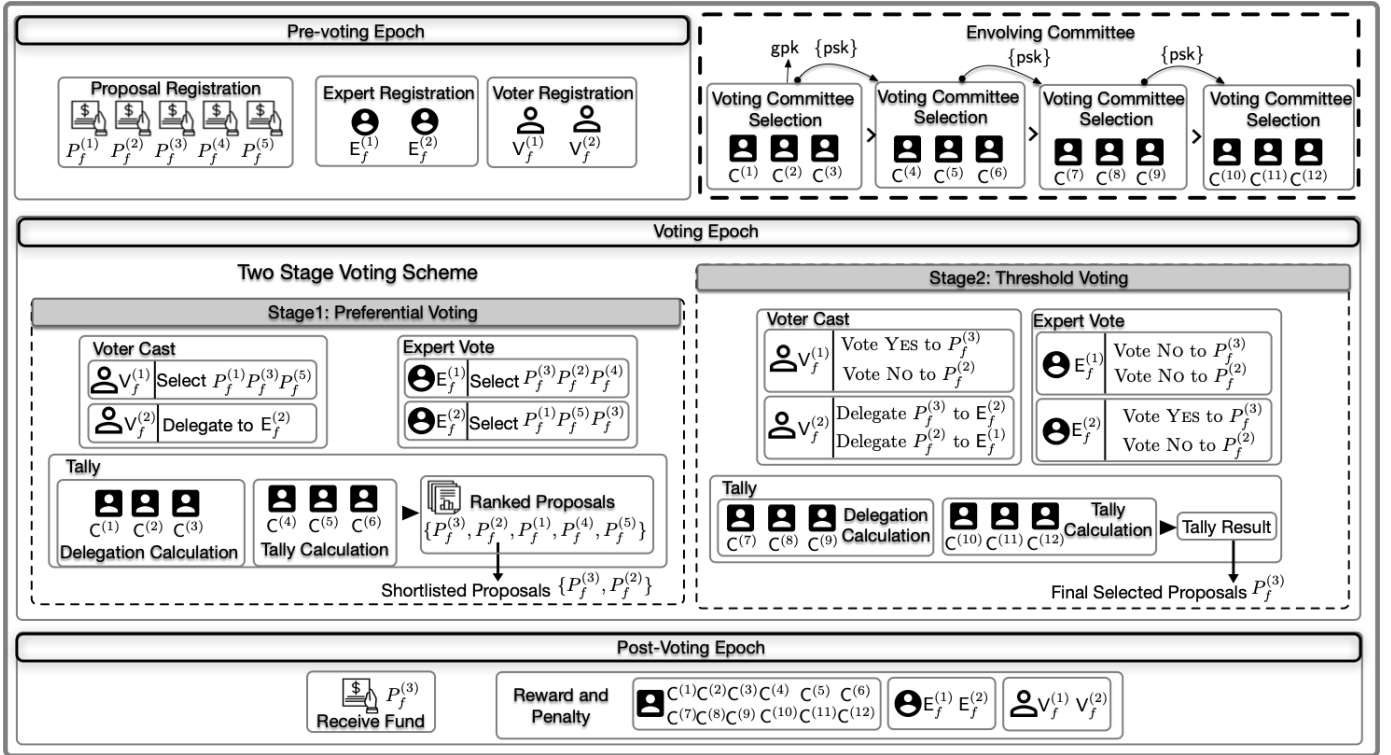 Pre-voting Epoch
Proposal Registration
$ $ $ $ $
P_f^{(1)} P_f^{(2)} P_f^{(3)} P_f^{(4)} P_f^{(5)}
Expert Registration
E_f^{(1)} E_f^{(2)}
Voter Registration
V_f^{(1)} V_f^{(2)}
Envolving Committee
gpk {psk} {psk} {psk}
Voting Committee Selection
C^{(1)} C^{(2)} C^{(3)}
>
Voting Committee Selection
C^{(4)} C^{(5)} C^{(6)}
>
Voting Committee Selection
C^{(7)} C^{(8)} C^{(9)}
>
Voting Committee Selection
C^{(10)} C^{(11)} C^{(12)}
Voting Epoch
Two Stage Voting Scheme
Stage1: Preferential Voting
Voter Cast
V_f^{(1)} Select P_f^{(1)} P_f^{(3)} P_f^{(5)}
V_f^{(2)} Delegate to E_f^{(2)}
Expert Vote
E_f^{(1)} Select P_f^{(3)} P_f^{(2)} P_f^{(4)}
E_f^{(2)} Select P_f^{(1)} P_f^{(5)} P_f^{(3)}
Tally
C^{(1)} C^{(2)} C^{(3)}
Delegation Calculation
C^{(4)} C^{(5)} C^{(6)}
Tally Calculation
Ranked Proposals
{P_f^{(3)}, P_f^{(2)}, P_f^{(1)}, P_f^{(4)}, P_f^{(5)}}
Shortlisted Proposals {P_f^{(3)}, P_f^{(2)}}
Stage2: Threshold Voting
Voter Cast
V_f^{(1)}
Vote YES to P_f^{(3)}
Vote NO to P_f^{(2)}
V_f^{(2)}
Delegate P_f^{(3)} to E_f^{(2)}
Delegate P_f^{(2)} to E_f^{(1)}
Expert Vote
E_f^{(1)}
Vote NO to P_f^{(3)}
Vote NO to P_f^{(2)}
E_f^{(2)}
Vote YES to P_f^{(3)}
Vote NO to P_f^{(2)}
Tally
C^{(7)} C^{(8)} C^{(9)}
Delegation
Calculation
C^{(10)} C^{(11)} C^{(12)}
Tally
Calculation
Tally Result
Final Selected Proposals P_f^{(3)}
Post-Voting Epoch
$ P_f^{(3)}
Receive Fund
Reward and
Penalty
C^{(1)} C^{(2)} C^{(3)} C^{(4)} C^{(5)} C^{(6)}
C^{(7)} C^{(8)} C^{(9)} C^{(10)} C^{(11)} C^{(12)}
E_f^{(1)} E_f^{(2)}
V_f^{(1)} V_f^{(2)}